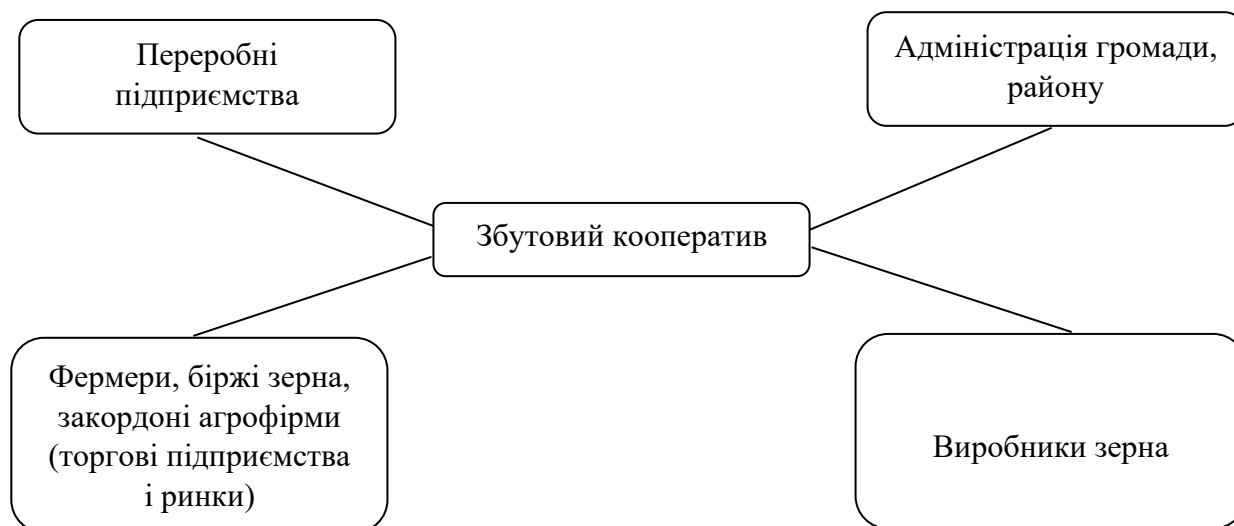 Переробні
підприємства
Адміністрація громади,
району
Збутовий кооператив
Фермери, біржі зерна,
закордоні агрофірми
(торгові підприємства
і ринки)
Виробники зерна